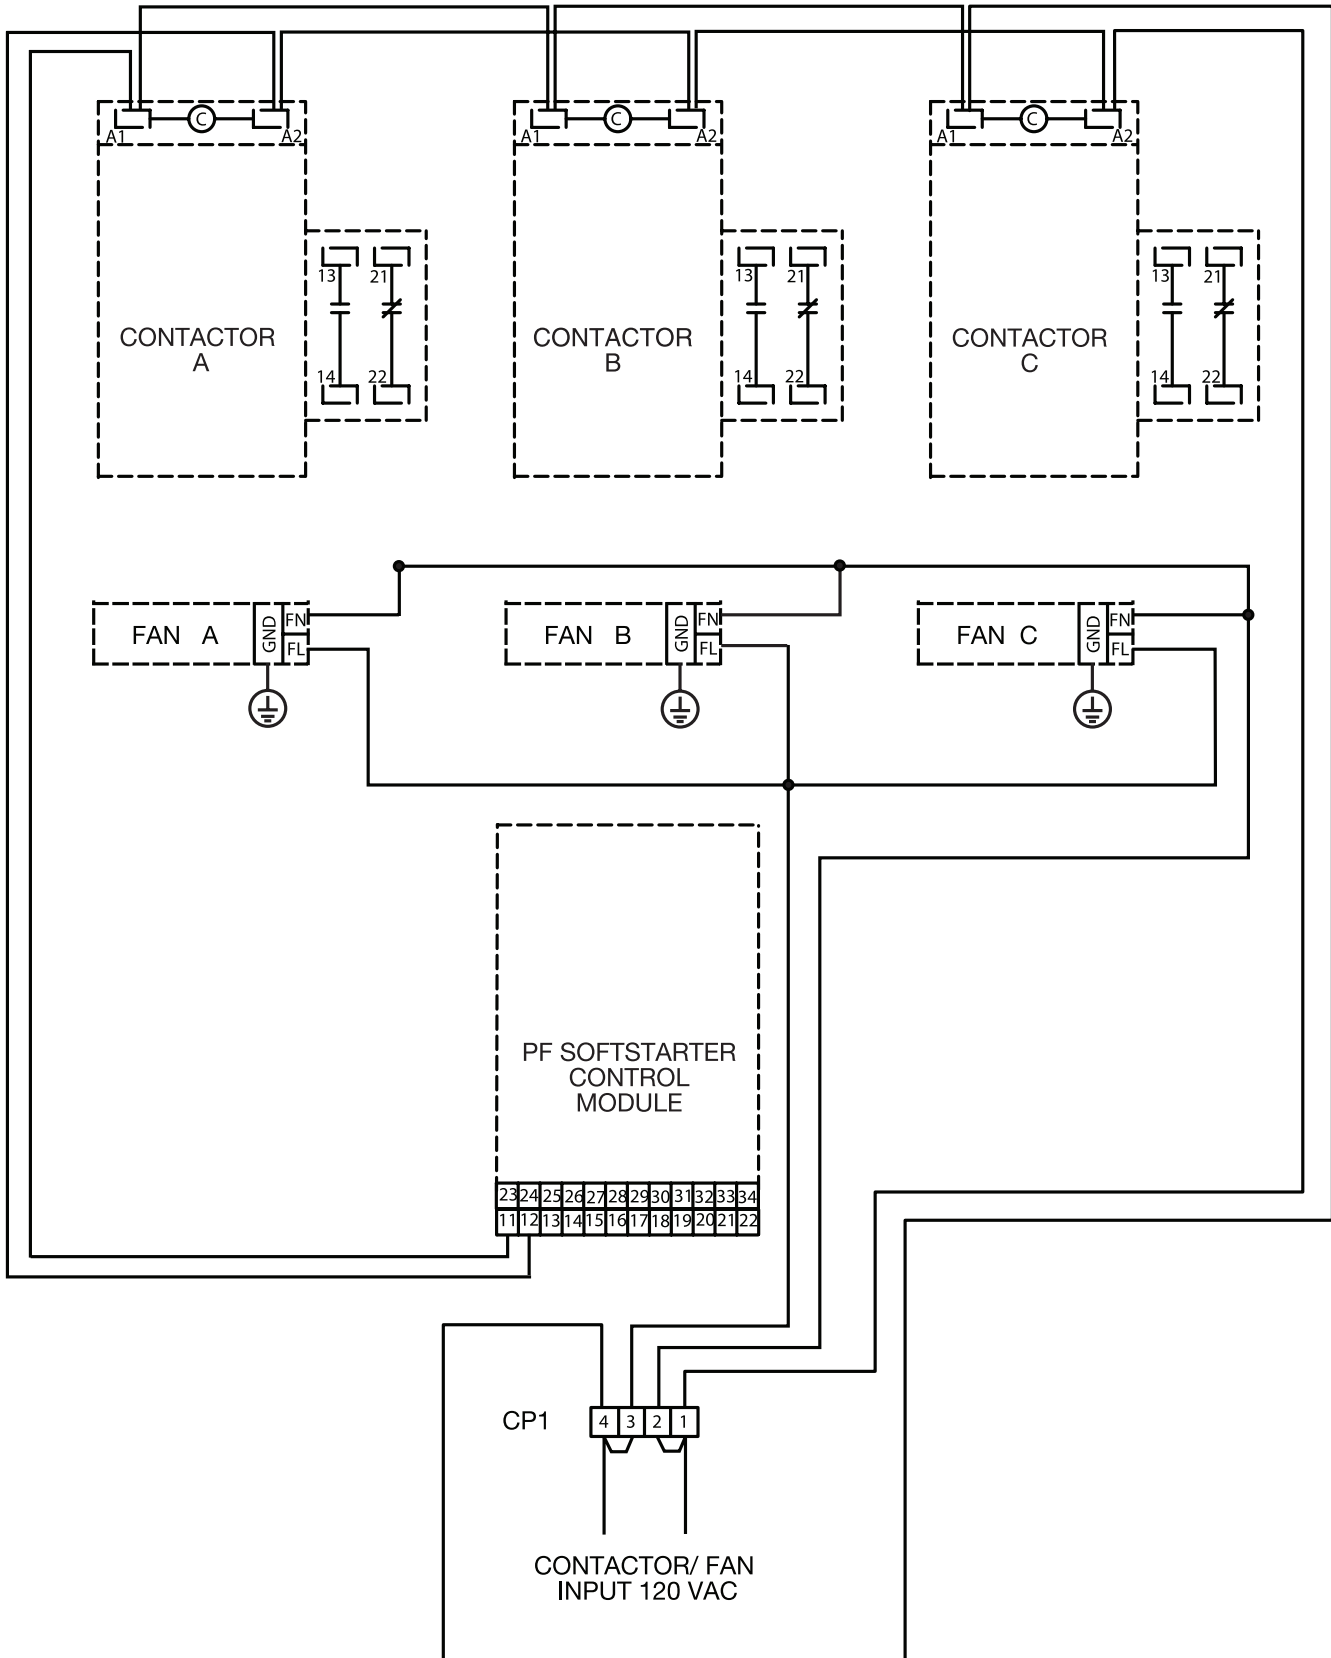 C
C
C
A1
A2
A1
A2
A1
A2
13
21
13
21
13
21
CONTACTOR
A
CONTACTOR
B
CONTACTOR
C
14
22
14
22
14
22
FAN A
GND
FN
FL
FAN B
GND
FN
FL
FAN C
GND
FN
FL
PF SOFTSTARTER
CONTROL
MODULE
23 24 25 26 27 28 29 30 31 32 33 34
11 12 13 14 15 16 17 18 19 20 21 22
CP1
4 3 2 1
CONTACTOR/ FAN
INPUT 120 VAC